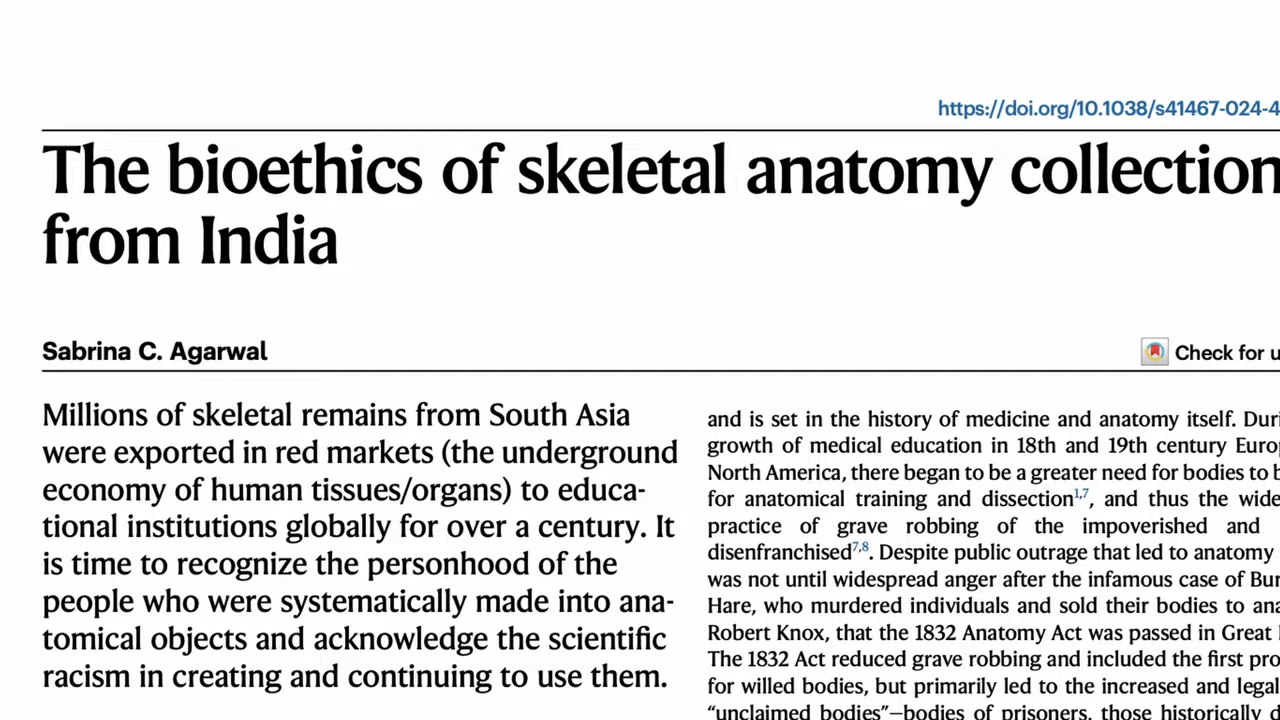 https://doi.org/10.1038/s41467-024-4
The bioethics of skeletal anatomy collection
from India
Sabrina C. Agarwal
Check for u
Millions of skeletal remains from South Asia
were exported in red markets (the underground
economy of human tissues/organs) to educa-
tional institutions globally for over a century. It
is time to recognize the personhood of the
people who were systematically made into ana-
tomical objects and acknowledge the scientific
racism in creating and continuing to use them.
and is set in the history of medicine and anatomy itself. Duri
growth of medical education in 18th and 19th century Europ
North America, there began to be a greater need for bodies to b
for anatomical training and dissection1,7, and thus the wide
practice of grave robbing of the impoverished and
disenfranchised7,8. Despite public outrage that led to anatomy
was not until widespread anger after the infamous case of Bur
Hare, who murdered individuals and sold their bodies to ana
Robert Knox, that the 1832 Anatomy Act was passed in Great
The 1832 Act reduced grave robbing and included the first pro
for willed bodies, but primarily led to the increased and legal
“unclaimed bodies”—bodies of prisoners, those historically d